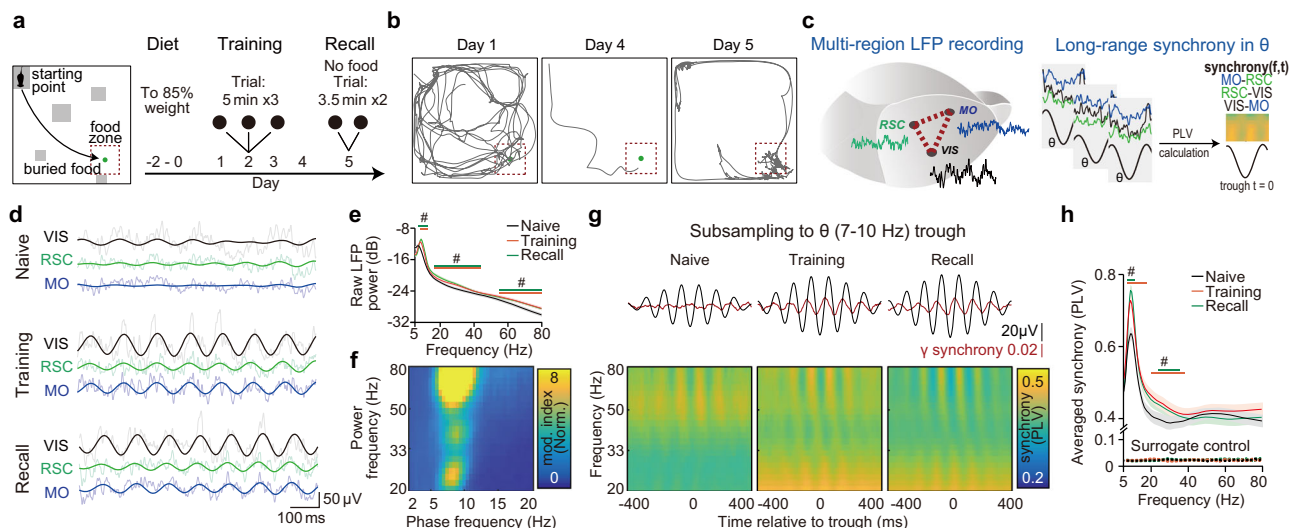 a
Diet
Training
Recall
starting
point
food
zone
buried food
To 85%
weight
Trial:
5 min x3
No food
Trial:
3.5 min x2
-2 - 0
1
2
3
4
5
Day
b
Day 1
Day 4
Day 5
c
Multi-region LFP recording
Long-range synchrony in θ
RSC
MO
VIS
synchrony(f,t)
MO-RSC
RSC-VIS
VIS-MO
PLV
calculation
θ
θ
θ
trough t = 0
d
Naive
VIS
RSC
MO
Training
VIS
RSC
MO
Recall
VIS
RSC
MO
50 µV
100 ms
e
Raw LFP
power (dB)
-8
-16
-24
-32
#
#
#
Naive
Training
Recall
5
20
40
60
80
Frequency (Hz)
f
Power
frequency (Hz)
80
50
33
20
2
5
10
20
Phase frequency (Hz)
8
mod. index
(Norm.)
0
g
Subsampling to θ (7-10 Hz) trough
Naive
Training
Recall
20µV
γ synchrony 0.02
Frequency (Hz)
80
50
33
20
-400
0
400
-400
0
400
-400
0
400
Time relative to trough (ms)
0.5
synchrony
(PLV)
0.2
h
Averaged synchrony (PLV)
0.8
0.6
0.4
0.1
0
#
#
Naive
Training
Recall
Surrogate control
5
20
40
60
80
Frequency (Hz)